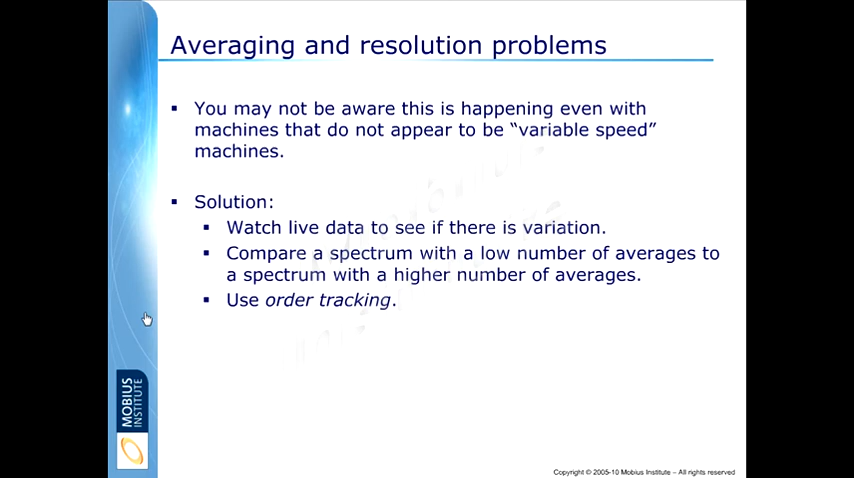 Averaging and resolution problems
▪ You may not be aware this is happening even with
machines that do not appear to be “variable speed”
machines.
▪ Solution:
▪ Watch live data to see if there is variation.
▪ Compare a spectrum with a low number of averages to
a spectrum with a higher number of averages.
▪ Use order tracking.
MOBIUS
INSTITUTE
Copyright © 2005-10 Mobius Institute – All rights reserved